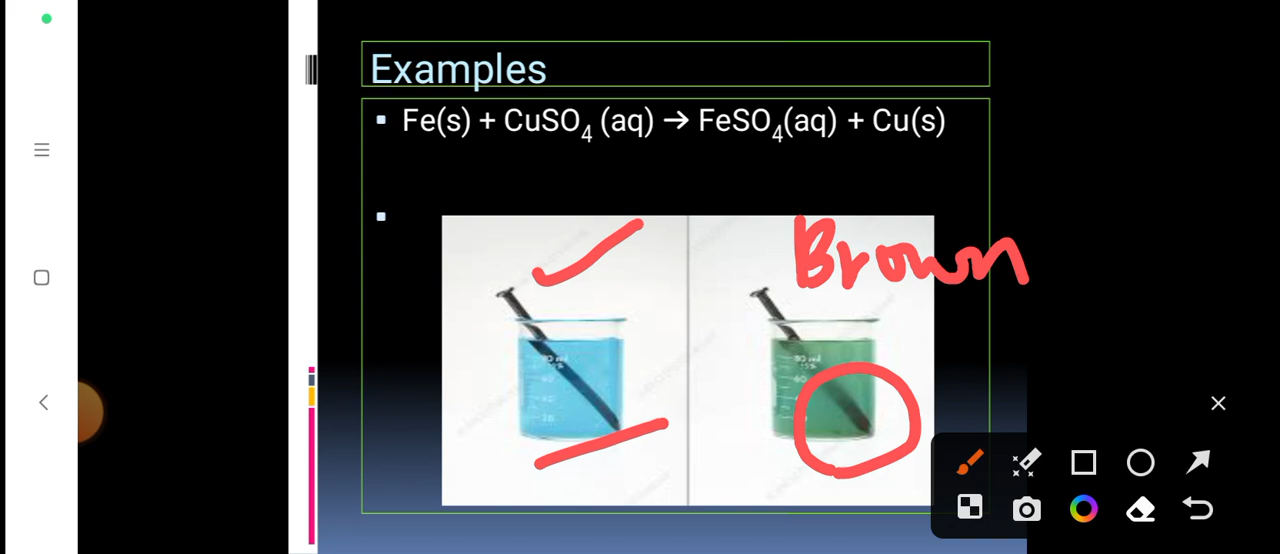 Examples
Fe(s) + CuSO4 (aq) → FeSO4(aq) + Cu(s)
Brown